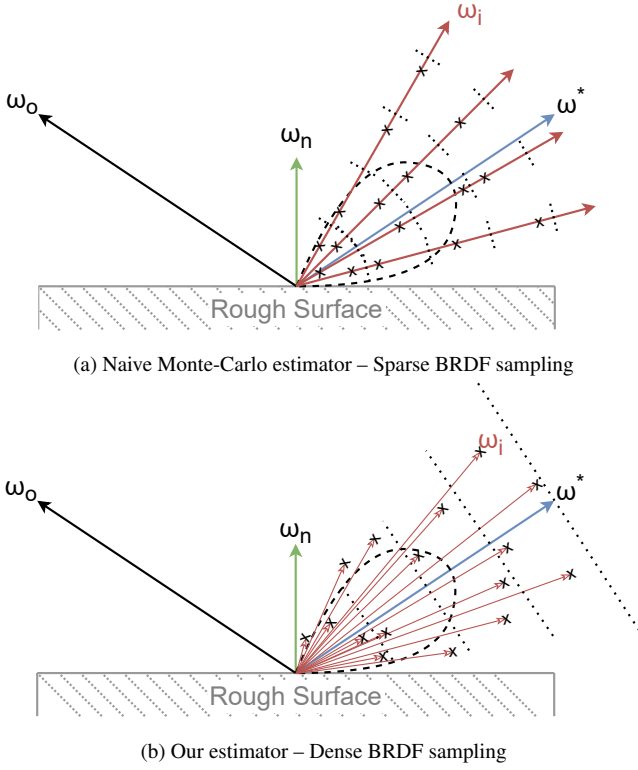 ωi
ωo
ω*
ωn
Rough Surface
(a) Naive Monte-Carlo estimator – Sparse BRDF sampling
ωi
ωo
ω*
ωn
Rough Surface
(b) Our estimator – Dense BRDF sampling